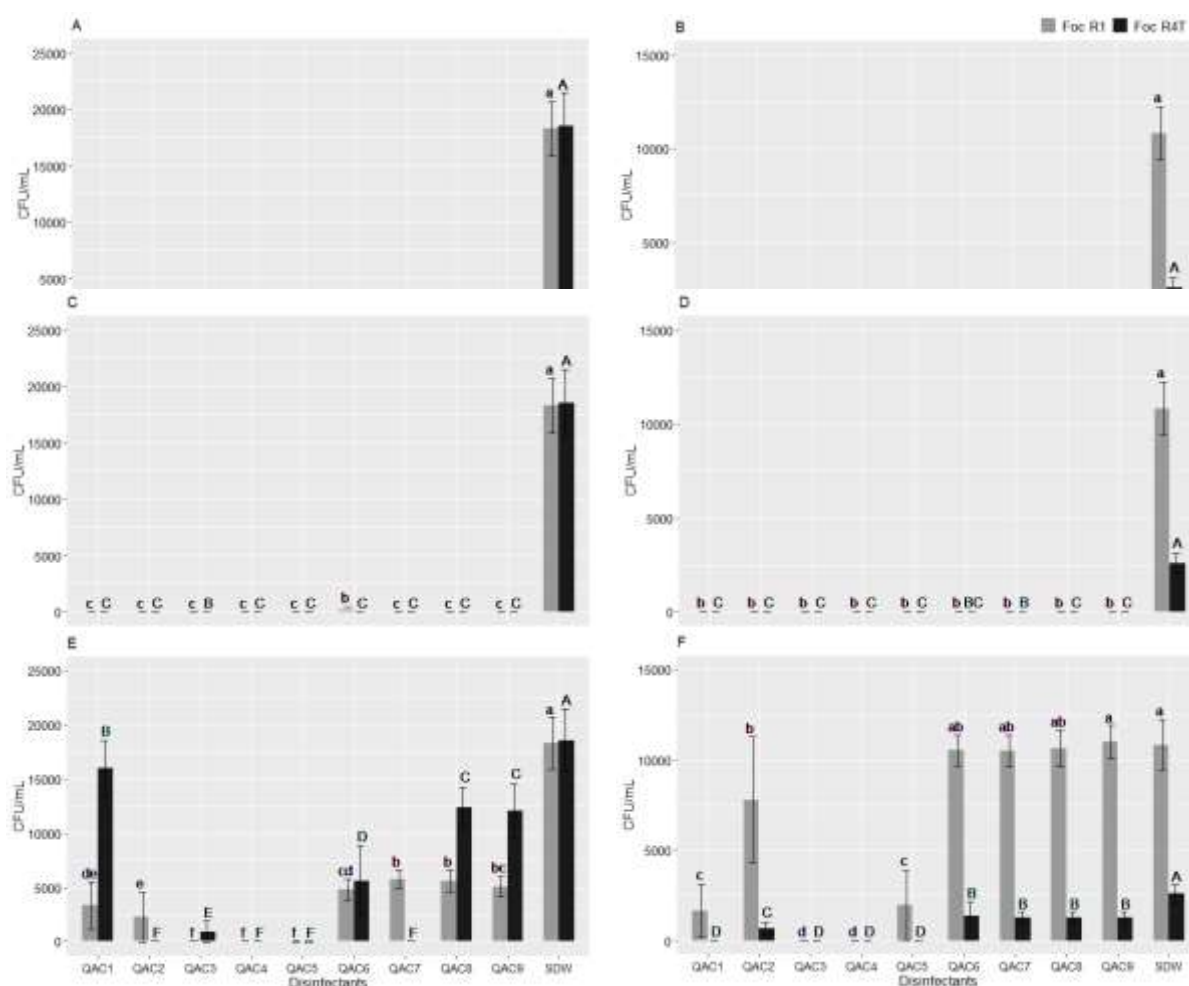 A
B
Foc R1 Foc R4T
25000
20000
15000
10000
5000
CFU/mL
a A
15000
10000
5000
CFU/mL
a A
C
25000
20000
15000
10000
5000
0
CFU/mL
c C c C c B c C c C b C c C c C c C a A
D
15000
10000
5000
0
CFU/mL
b C b C b C b C b C b BC b B b C b C a A
E
25000
20000
15000
10000
5000
0
CFU/mL
de B e F f E f F f F cd D b F b C bc C a A
QAC1 QAC2 QAC3 QAC4 QAC5 QAC6 QAC7 QAC8 QAC9 SDW
Disinfectants
F
15000
10000
5000
0
CFU/mL
c D b C d D d D c D ab B ab B ab B a B a A
QAC1 QAC2 QAC3 QAC4 QAC5 QAC6 QAC7 QAC8 QAC9 SDW
Disinfectants